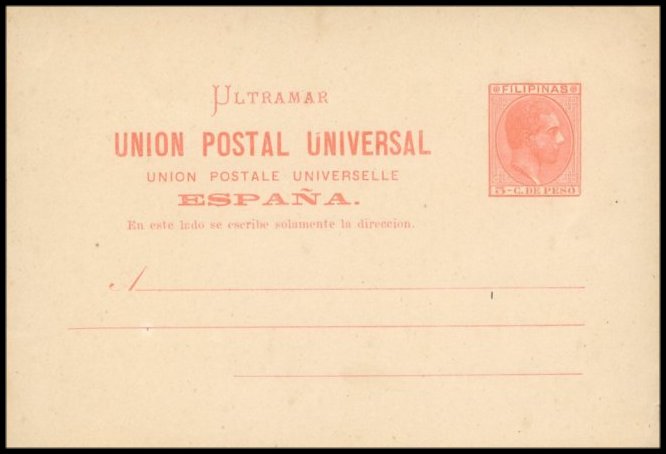 ULTRAMAR
UNION POSTAL UNIVERSAL
UNION POSTALE UNIVERSELLE
ESPAÑA.
En este lado se escribe solamente la direccion.
A
FILIPINAS
5-C. DE PESO